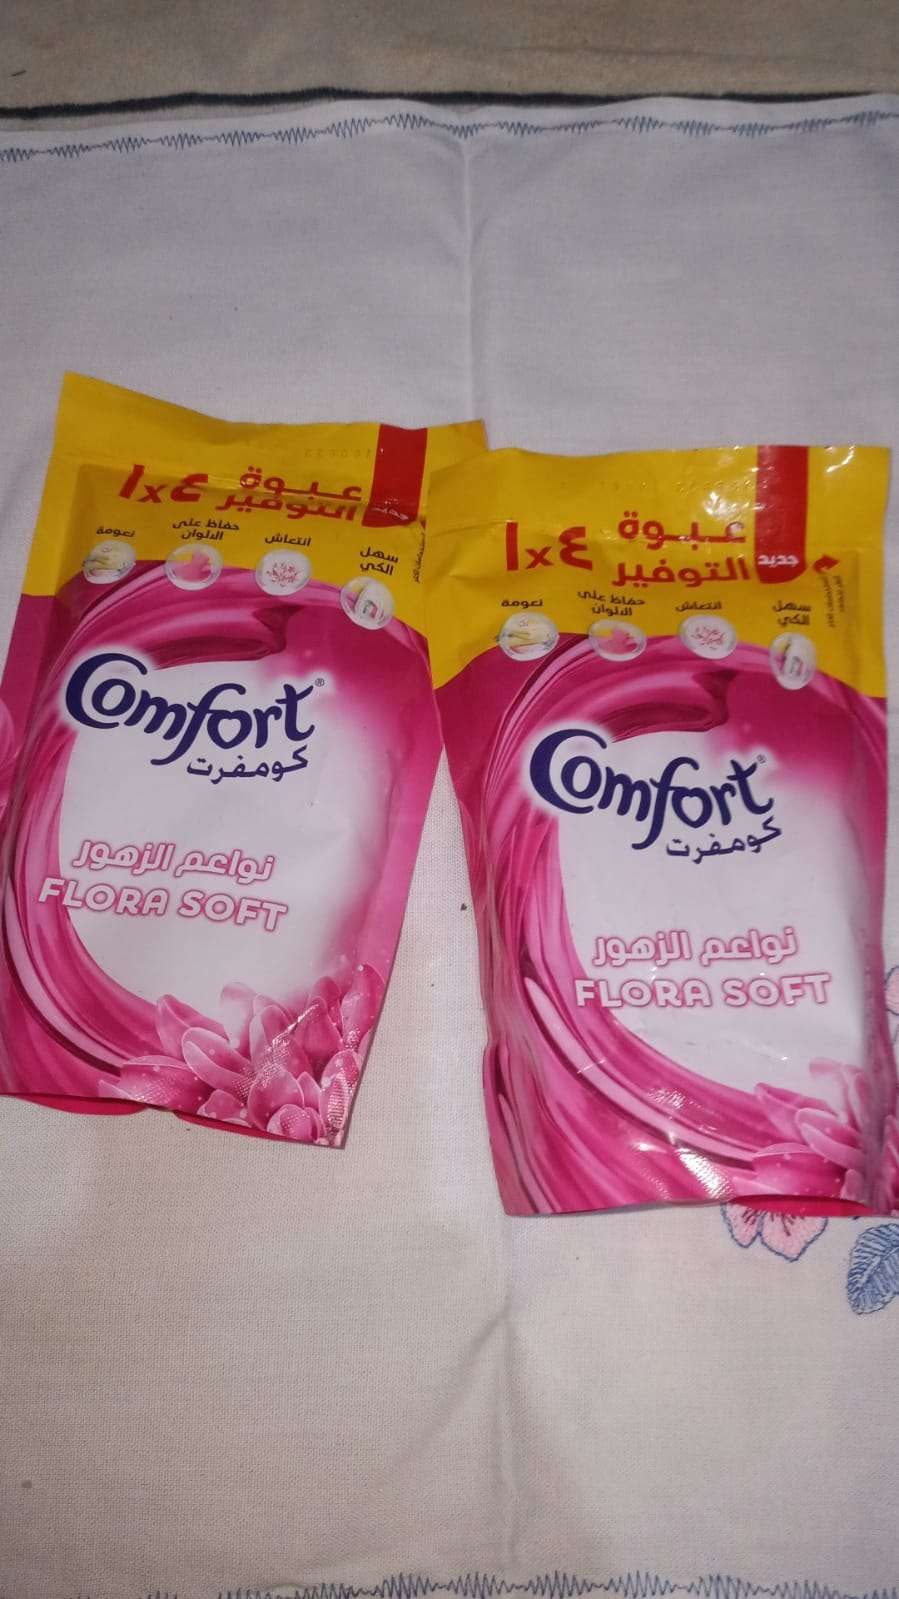 عبوة
التوفير ٤x١
جديد
نعومة
حفاظ على
الالوان
انتعاش
سهل
الكي
Comfort®
كومفرت
نواعم الزهور
FLORA SOFT
عبوة
التوفير ٤x١
جديد
نعومة
حفاظ على
الالوان
انتعاش
سهل
الكي
Comfort®
كومفرت
نواعم الزهور
FLORA SOFT